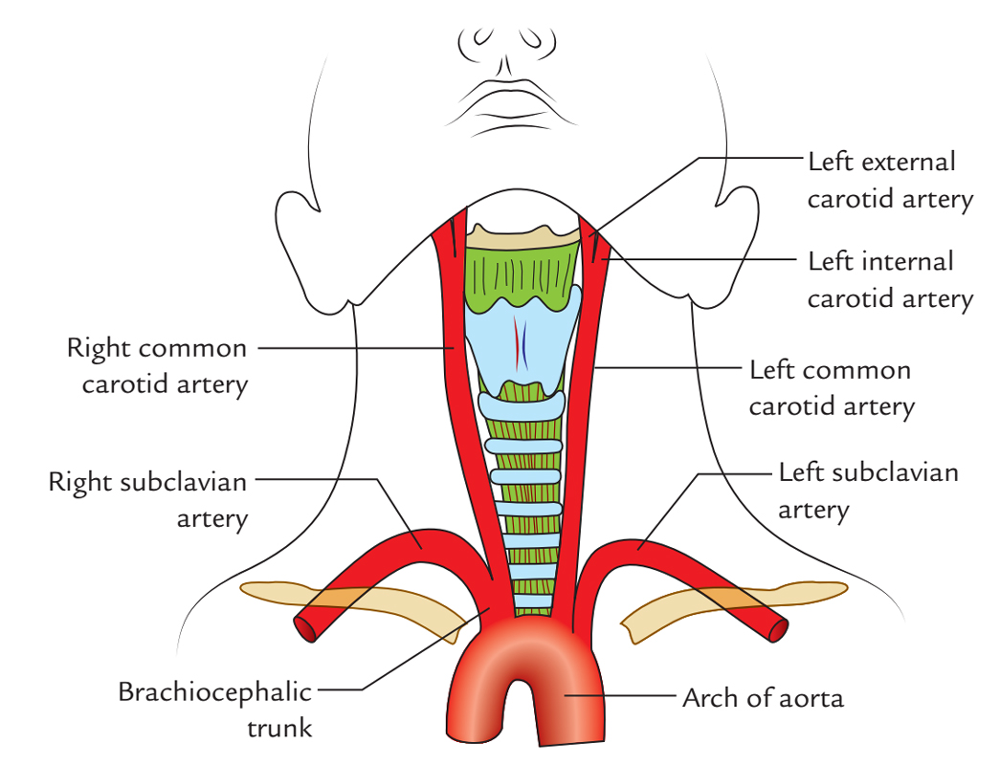 Left external
carotid artery
Left internal
carotid artery
Right common
carotid artery
Left common
carotid artery
Right subclavian
artery
Left subclavian
artery
Brachiocephalic
trunk
Arch of aorta